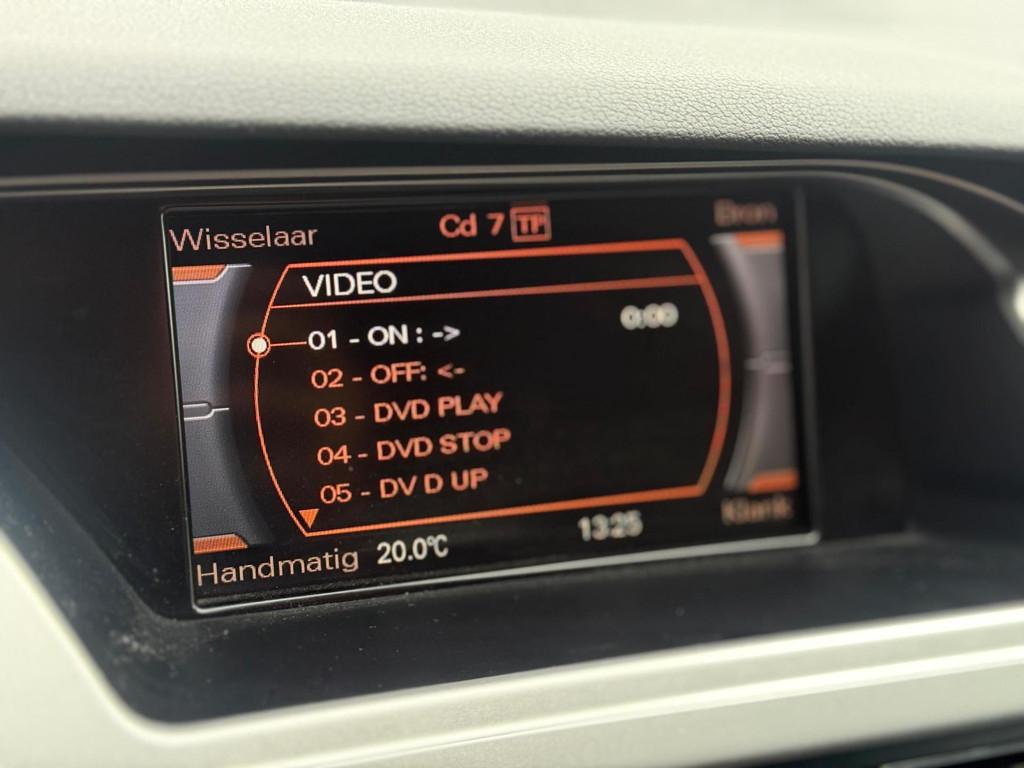 Wisselaar
Cd 7 TP
Bron
VIDEO
01 - ON : -> 0:00
02 - OFF: <-
03 - DVD PLAY
04 - DVD STOP
05 - DV D UP
Handmatig 20.0°C 13:25 Klank